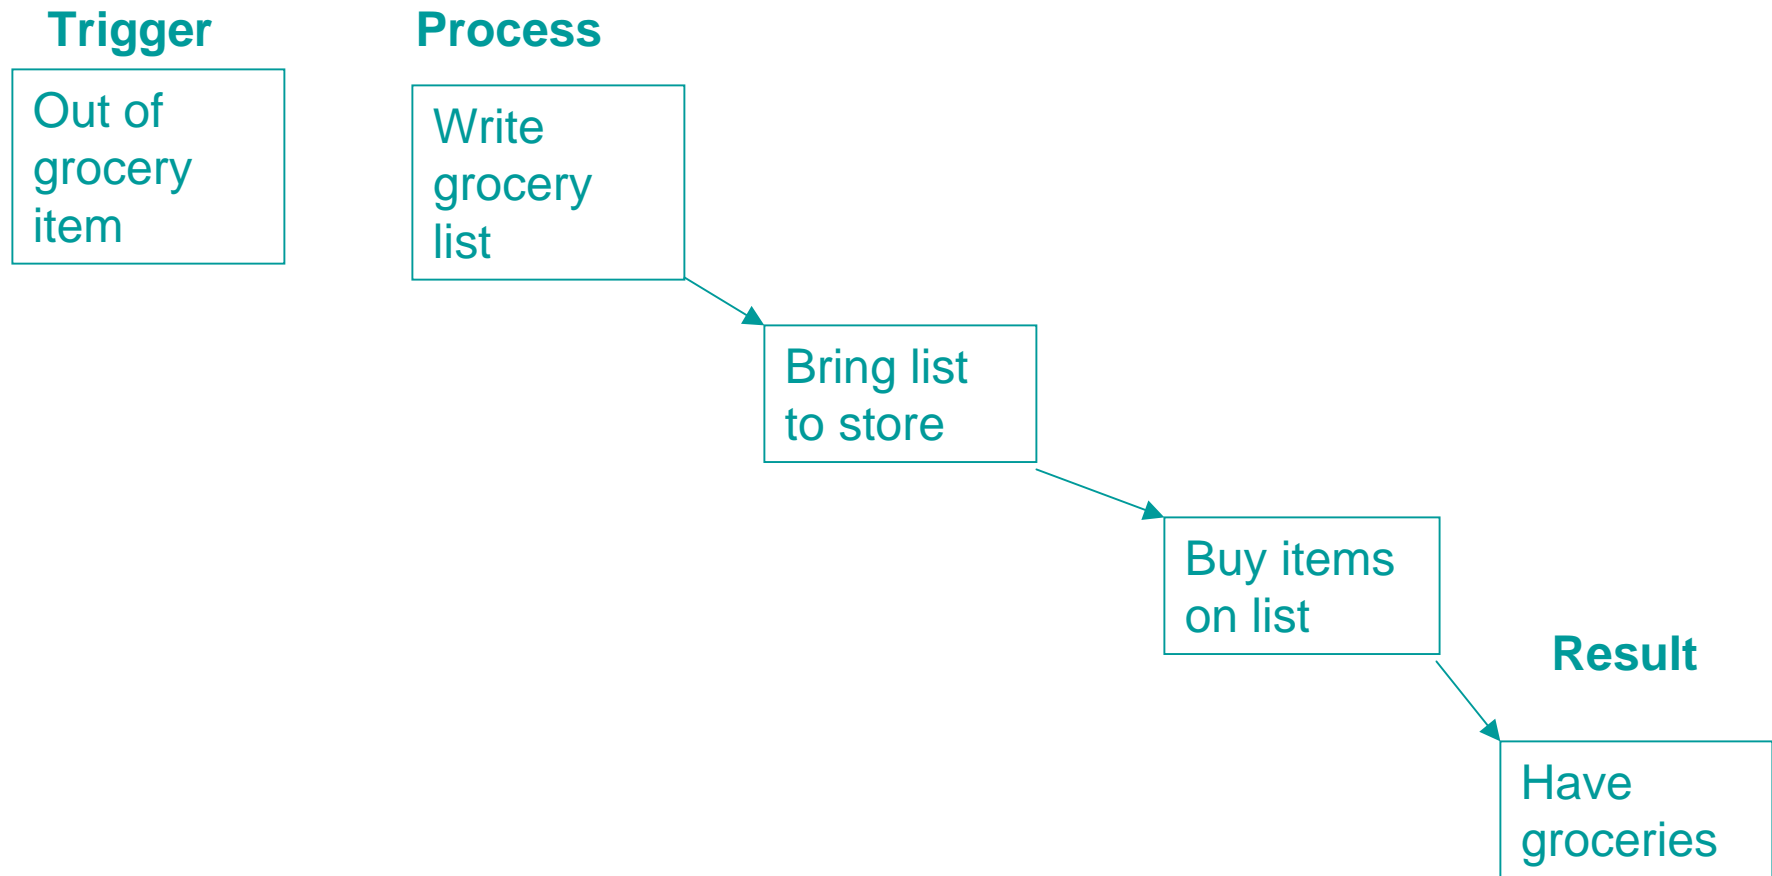 Trigger
Out of
grocery
item
Process
Write
grocery
list
Bring list
to store
Buy items
on list
Result
Have
groceries